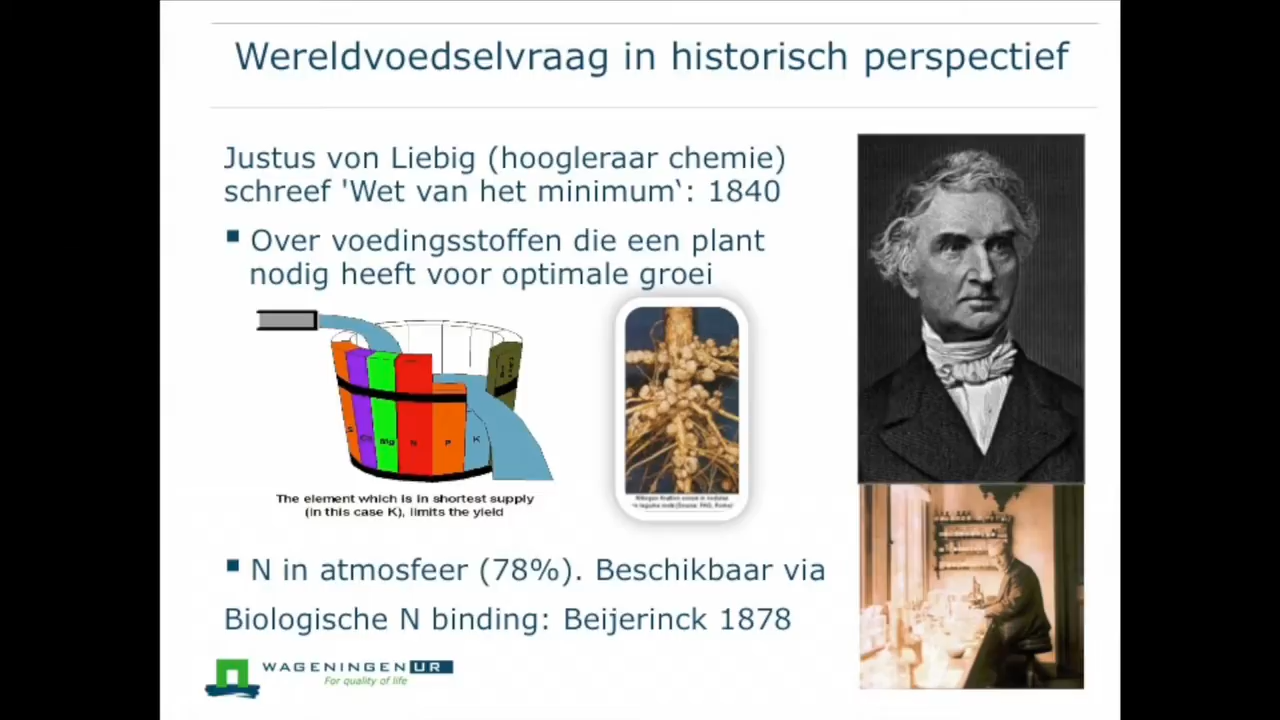 Wereldvoedselvraag in historisch perspectief
Justus von Liebig (hoogleraar chemie)
schreef 'Wet van het minimum‘: 1840
Over voedingsstoffen die een plant
nodig heeft voor optimale groei
Mg
N
P
K
The element which is in shortest supply
(in this case K), limits the yield
N in atmosfeer (78%). Beschikbaar via
Biologische N binding: Beijerinck 1878
WAGENINGEN UR
For quality of life